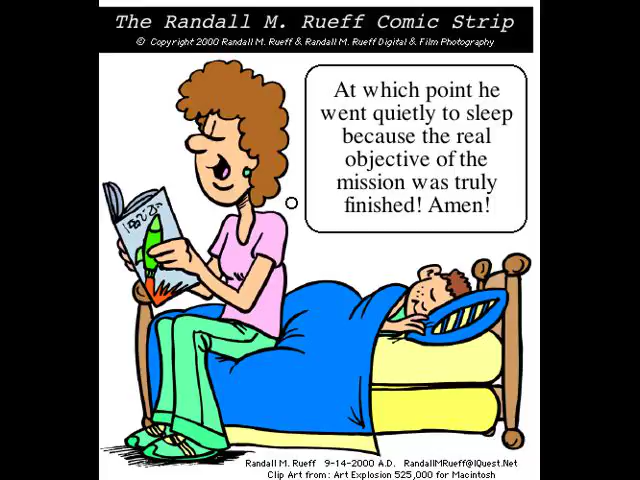 The Randall M. Rueff Comic Strip
© Copyright 2000 Randall M. Rueff & Randall M. Rueff Digital & Film Photography
At which point he
went quietly to sleep
because the real
objective of the
mission was truly
finished! Amen!
Randall M. Rueff 9-14-2000 A.D. RandallMRueff@IQuest.Net
Clip Art from: Art Explosion 525,000 for Macintosh